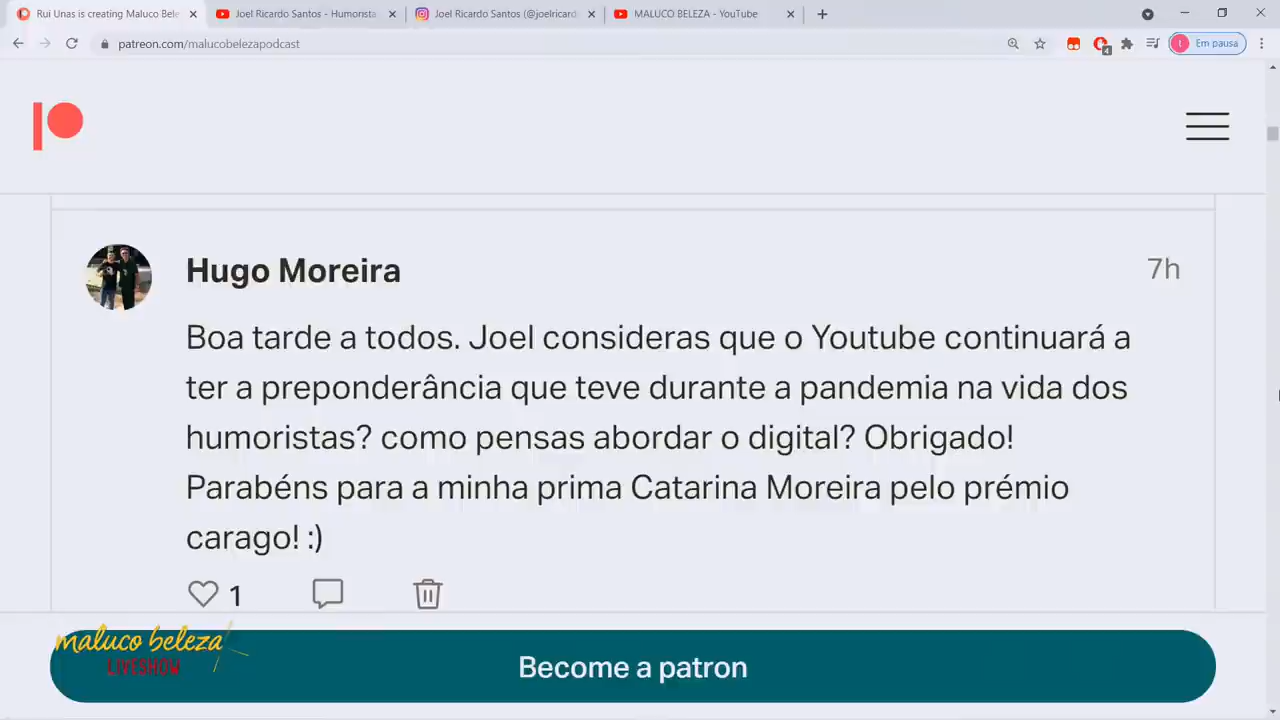 Rui Unas is creating Maluco Bele
Joel Ricardo Santos - Humorista
Joel Ricardo Santos (@joelricard
MALUCO BELEZA - YouTube
patreon.com/malucobelezapodcast
4
t
Em pausa
Hugo Moreira
7h
Boa tarde a todos. Joel consideras que o Youtube continuará a
ter a preponderância que teve durante a pandemia na vida dos
humoristas? como pensas abordar o digital? Obrigado!
Parabéns para a minha prima Catarina Moreira pelo prémio
carago! :)
1
maluco beleza
LIVESHOW
Become a patron